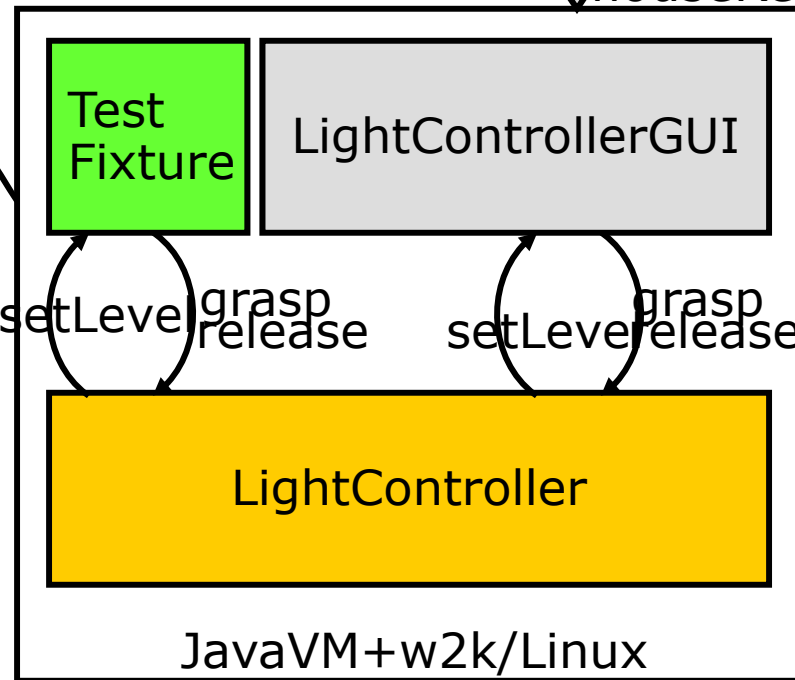 Test
Fixture
LightControllerGUI
setLevel
grasp
release
setLevel
grasp
release
LightController
JavaVM+w2k/Linux